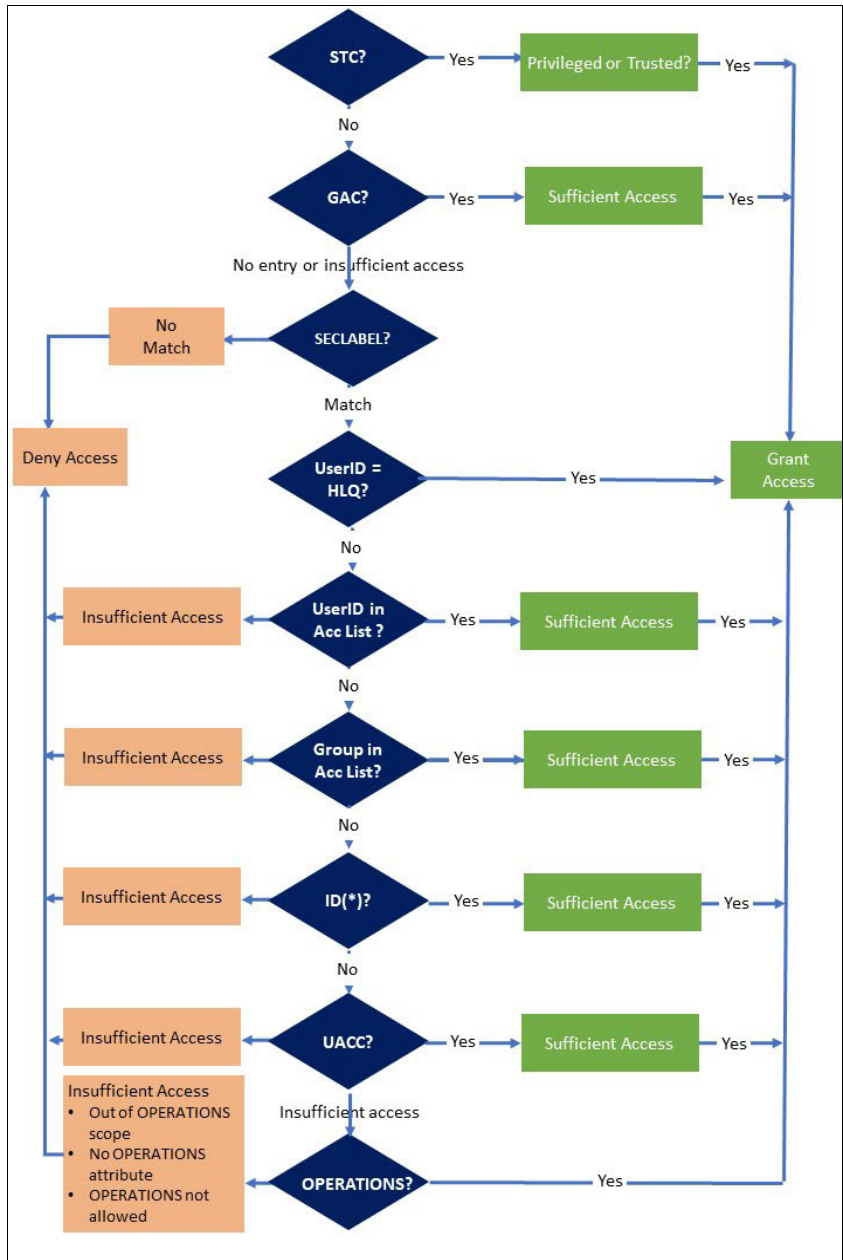 STC?
Yes
Privileged or Trusted?
Yes
No
GAC?
Yes
Sufficient Access
Yes
No entry or insufficient access
No
Match
SECLABEL?
Match
Deny Access
UserID =
HLQ?
Yes
Grant
Access
No
Insufficient Access
UserID in
Acc List ?
Yes
Sufficient Access
Yes
No
Insufficient Access
Group in
Acc List?
Yes
Sufficient Access
Yes
No
Insufficient Access
ID(*)?
Yes
Sufficient Access
Yes
No
Insufficient Access
UACC?
Yes
Sufficient Access
Yes
Insufficient access
Insufficient Access
• Out of OPERATIONS
scope
• No OPERATIONS
attribute
• OPERATIONS not
allowed
OPERATIONS?
Yes